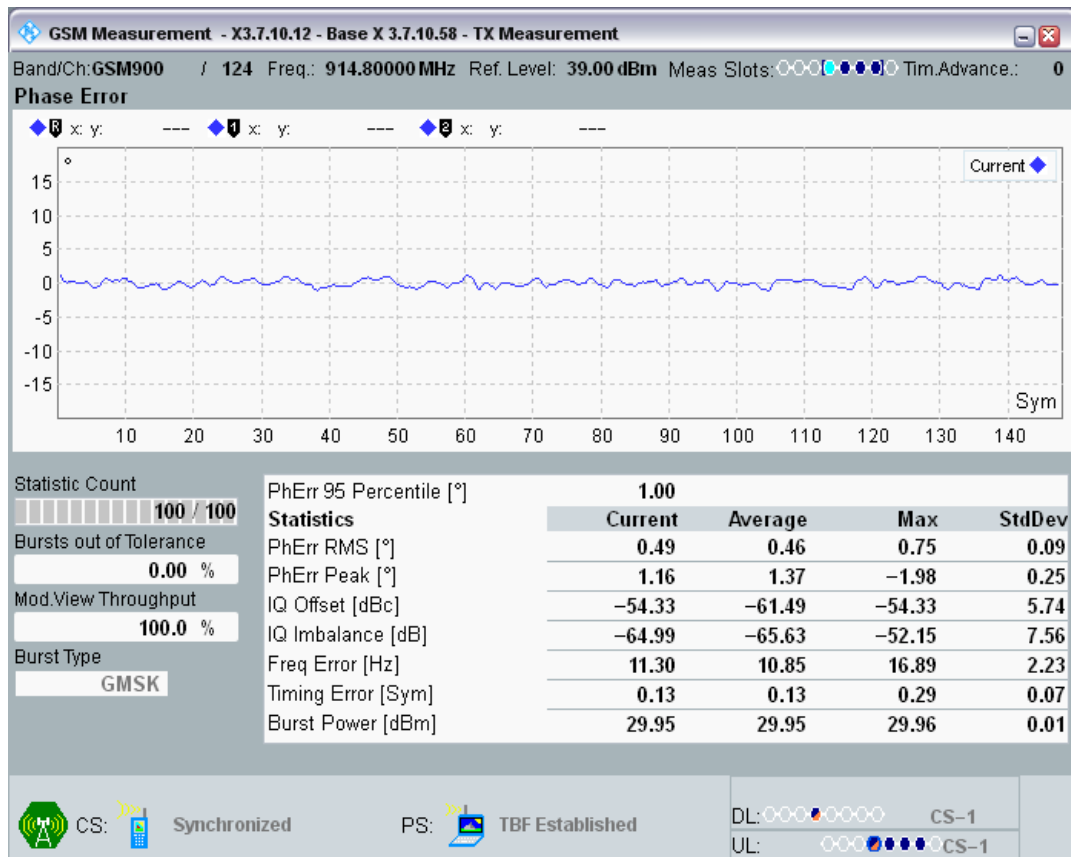 GSM Measurement - X3.7.10.12 - Base X 3.7.10.58 - TX Measurement
Band/Ch:GSM900 / 124 Freq.: 914.80000 MHz Ref. Level: 39.00 dBm Meas Slots: Tim.Advance.: 0
Phase Error
R x: y: --- 1 x: y: --- 2 x: y: ---
°
Current
15
10
5
0
-5
-10
-15
Sym
10 20 30 40 50 60 70 80 90 100 110 120 130 140
Statistic Count
100 / 100
Bursts out of Tolerance
0.00 %
Mod.View Throughput
100.0 %
Burst Type
GMSK
PhErr 95 Percentile [°] 1.00
Statistics Current Average Max StdDev
PhErr RMS [°] 0.49 0.46 0.75 0.09
PhErr Peak [°] 1.16 1.37 −1.98 0.25
IQ Offset [dBc] −54.33 −61.49 −54.33 5.74
IQ Imbalance [dB] −64.99 −65.63 −52.15 7.56
Freq Error [Hz] 11.30 10.85 16.89 2.23
Timing Error [Sym] 0.13 0.13 0.29 0.07
Burst Power [dBm] 29.95 29.95 29.96 0.01
CS: Synchronized PS: TBF Established
DL: CS−1
UL: CS−1